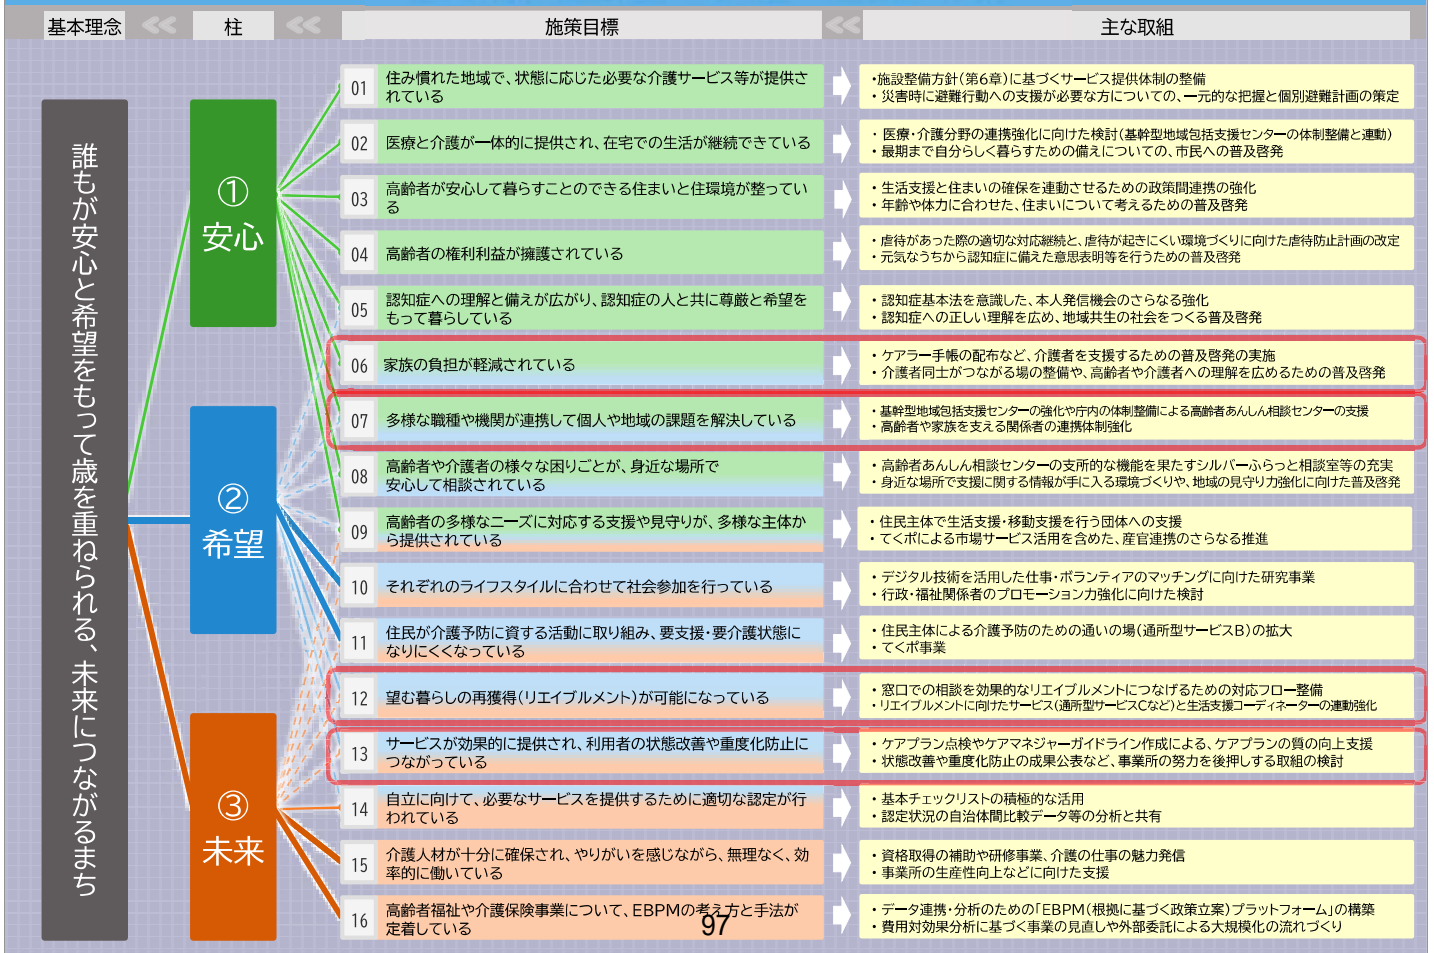 基本理念
柱
施策目標
主な取組
誰もが安心と希望をもって歳を重ねられる、未来につながるまち
①
安心
②
希望
③
未来
01
住み慣れた地域で、状態に応じた必要な介護サービス等が提供さ
れている
・施設整備方針(第6章)に基づくサービス提供体制の整備
・災害時に避難行動への支援が必要な方についての、一元的な把握と個別避難計画の策定
02
医療と介護が一体的に提供され、在宅での生活が継続できている
・医療・介護分野の連携強化に向けた検討(基幹型地域包括支援センターの体制整備と連動)
・最期まで自分らしく暮らすための備えについての、市民への普及啓発
03
高齢者が安心して暮らすことのできる住まいと住環境が整ってい
る
・生活支援と住まいの確保を連動させるための政策間連携の強化
・年齢や体力に合わせた、住まいについて考えるための普及啓発
04
高齢者の権利利益が擁護されている
・虐待があった際の適切な対応継続と、虐待が起きにくい環境づくりに向けた虐待防止計画の改定
・元気なうちから認知症に備えた意思表明等を行うための普及啓発
05
認知症への理解と備えが広がり、認知症の人と共に尊厳と希望を
もって暮らしている
・認知症基本法を意識した、本人発信機会のさらなる強化
・認知症への正しい理解を広め、地域共生の社会をつくる普及啓発
06
家族の負担が軽減されている
・ケアラー手帳の配布など、介護者を支援するための普及啓発の実施
・介護者同士がつながる場の整備や、高齢者や介護者への理解を広めるための普及啓発
07
多様な職種や機関が連携して個人や地域の課題を解決している
・基幹型地域包括支援センターの強化や庁内の体制整備による高齢者あんしん相談センターの支援
・高齢者や家族を支える関係者の連携体制強化
08
高齢者や介護者の様々な困りごとが、身近な場所で
安心して相談されている
・高齢者あんしん相談センターの支所的な機能を果たすシルバーふらっと相談室等の充実
・身近な場所で支援に関する情報が手に入る環境づくりや、地域の見守り力強化に向けた普及啓発
09
高齢者の多様なニーズに対応する支援や見守りが、多様な主体か
ら提供されている
・住民主体で生活支援・移動支援を行う団体への支援
・てくポによる市場サービス活用を含めた、産官連携のさらなる推進
10
それぞれのライフスタイルに合わせて社会参加を行っている
・デジタル技術を活用した仕事・ボランティアのマッチングに向けた研究事業
・行政・福祉関係者のプロモーション力強化に向けた検討
11
住民が介護予防に資する活動に取り組み、要支援・要介護状態に
なりにくくなっている
・住民主体による介護予防のための通いの場(通所型サービスB)の拡大
・てくポ事業
12
望む暮らしの再獲得(リエイブルメント)が可能になっている
・窓口での相談を効果的なリエイブルメントにつなげるための対応フロー整備
・リエイブルメントに向けたサービス(通所型サービスCなど)と生活支援コーディネーターの連動強化
13
サービスが効果的に提供され、利用者の状態改善や重度化防止に
つながっている
・ケアプラン点検やケアマネジャーガイドライン作成による、ケアプランの質の向上支援
・状態改善や重度化防止の成果公表など、事業所の努力を後押しする取組の検討
14
自立に向けて、必要なサービスを提供するために適切な認定が行
われている
・基本チェックリストの積極的な活用
・認定状況の自治体間比較データ等の分析と共有
15
介護人材が十分に確保され、やりがいを感じながら、無理なく、効
率的に働いている
・資格取得の補助や研修事業、介護の仕事の魅力発信
・事業所の生産性向上などに向けた支援
16
高齢者福祉や介護保険事業について、EBPMの考え方と手法が
定着している
・データ連携・分析のための「EBPM(根拠に基づく政策立案)プラットフォーム」の構築
・費用対効果分析に基づく事業の見直しや外部委託による大規模化の流れづくり
97